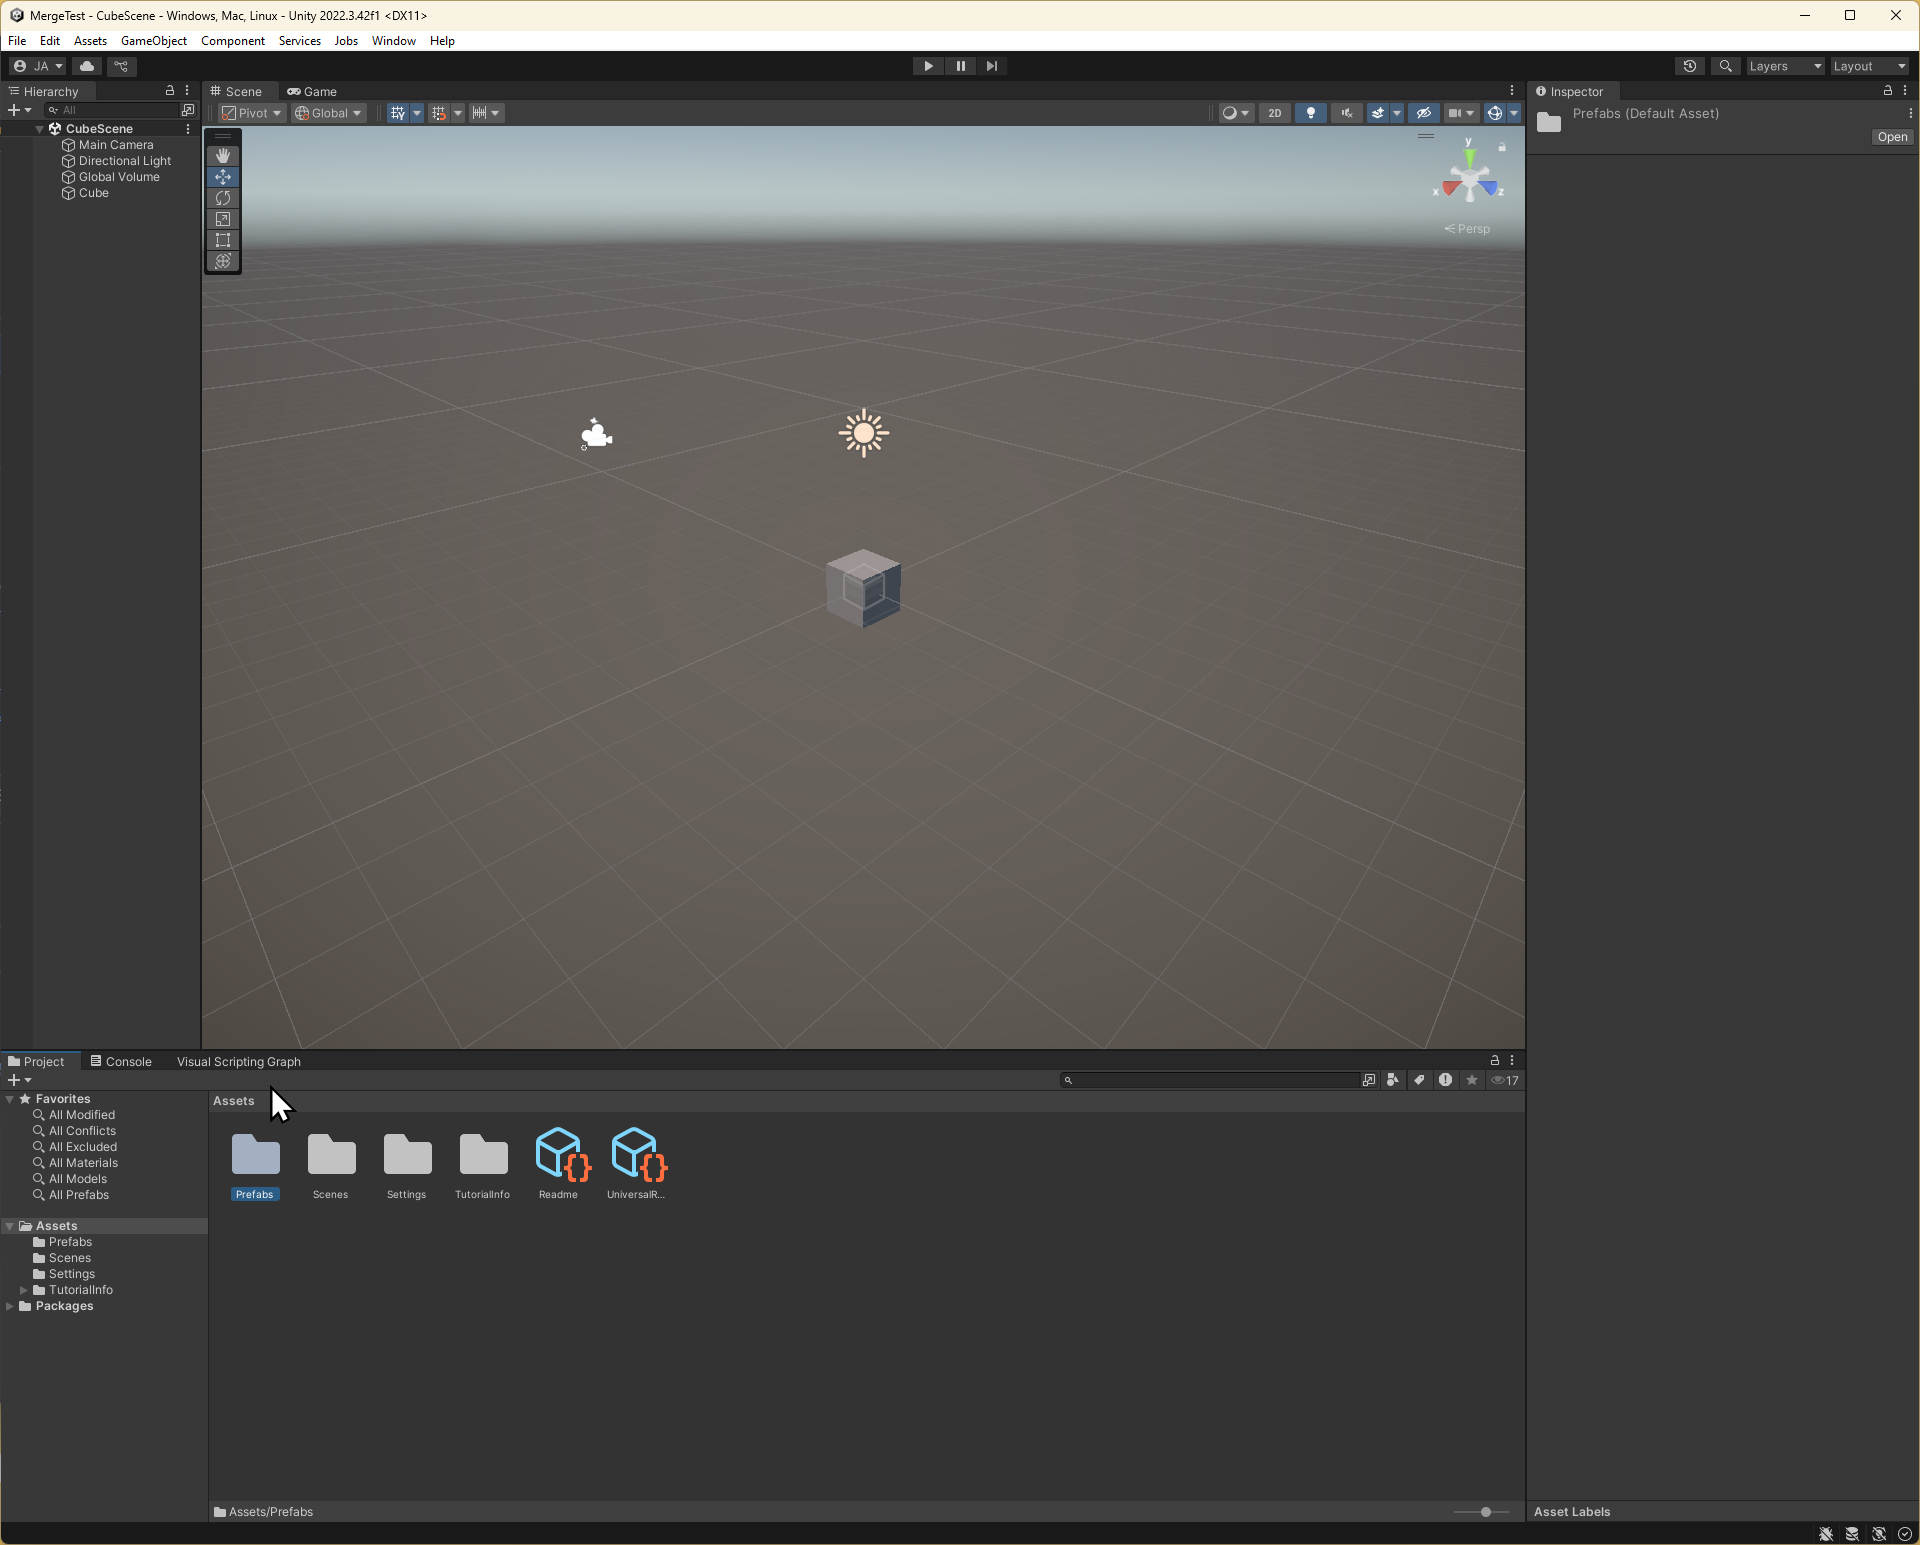 MergeTest - CubeScene - Windows, Mac, Linux - Unity 2022.3.42f1 <DX11>
File Edit Assets GameObject Component Services Jobs Window Help
JA Layers Layout
Hierarchy
All
CubeScene
Main Camera
Directional Light
Global Volume
Cube
Scene Game
Pivot Global 2D
y
x z
Persp
Inspector
Prefabs (Default Asset)
Open
Project Console Visual Scripting Graph
17
Favorites
All Modified
All Conflicts
All Excluded
All Materials
All Models
All Prefabs
Assets
Prefabs
Scenes
Settings
TutorialInfo
Packages
Assets
Prefabs Scenes Settings TutorialInfo Readme UniversalR...
Assets/Prefabs
Asset Labels